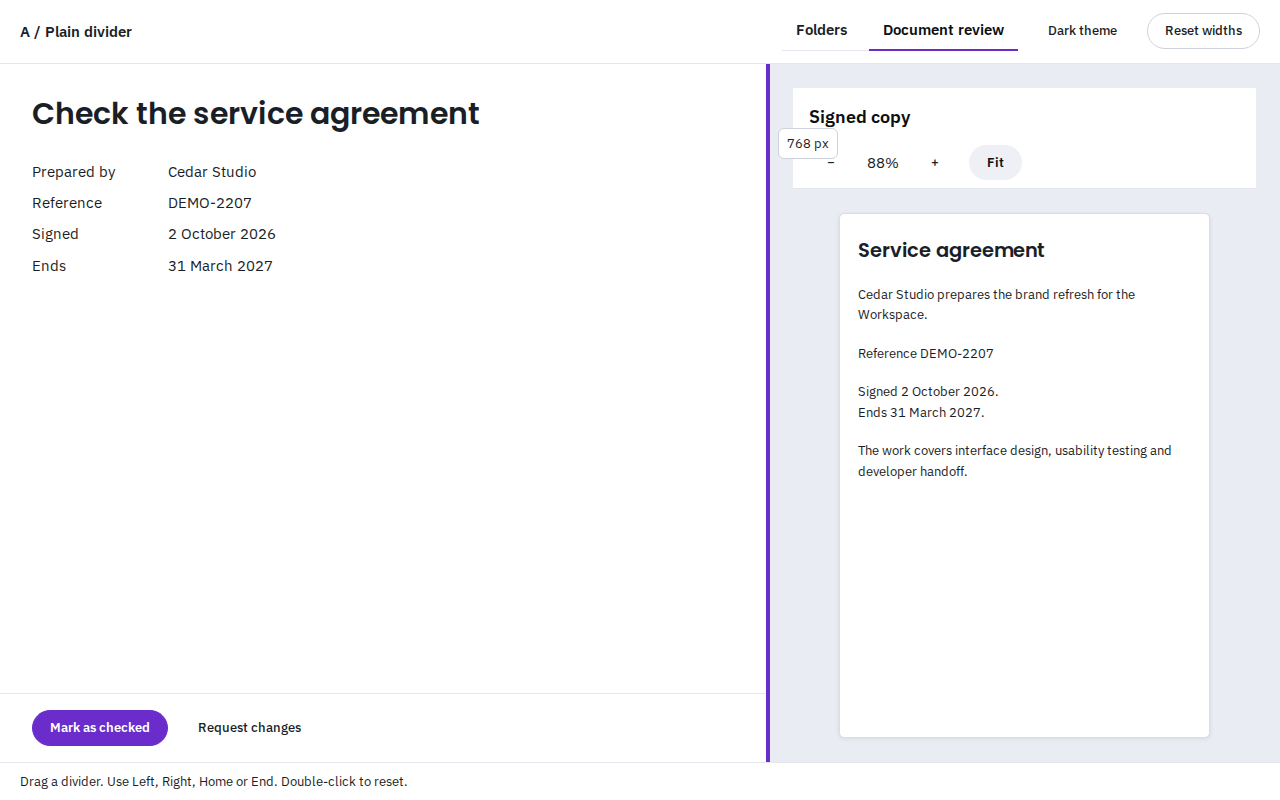 A / Plain divider
Folders
Document review
Dark theme
Reset widths
Check the service agreement
Prepared by Cedar Studio
Reference DEMO-2207
Signed 2 October 2026
Ends 31 March 2027
Mark as checked
Request changes
Signed copy
768 px
− 88% + Fit
Service agreement
Cedar Studio prepares the brand refresh for the
Workspace.
Reference DEMO-2207
Signed 2 October 2026.
Ends 31 March 2027.
The work covers interface design, usability testing and
developer handoff.
Drag a divider. Use Left, Right, Home or End. Double-click to reset.